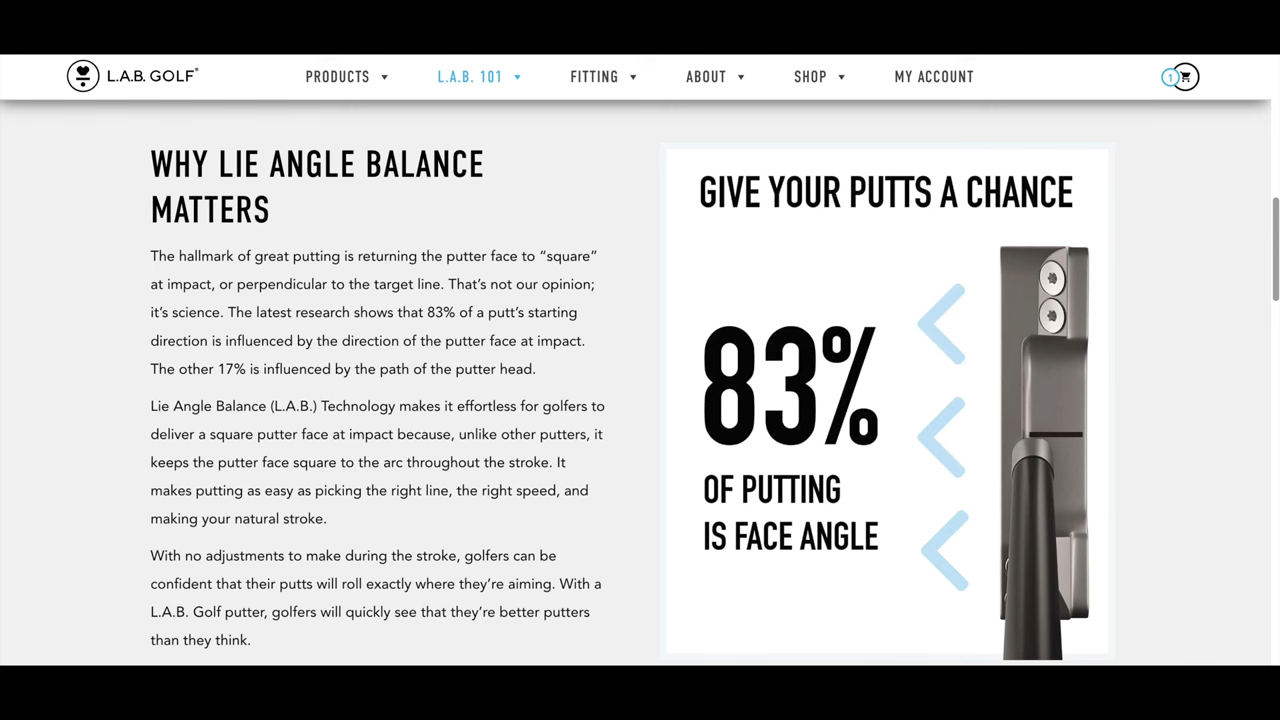 L.A.B. GOLF®
PRODUCTS
L.A.B. 101
FITTING
ABOUT
SHOP
MY ACCOUNT
1
WHY LIE ANGLE BALANCE
MATTERS
The hallmark of great putting is returning the putter face to “square”
at impact, or perpendicular to the target line. That’s not our opinion;
it’s science. The latest research shows that 83% of a putt’s starting
direction is influenced by the direction of the putter face at impact.
The other 17% is influenced by the path of the putter head.
Lie Angle Balance (L.A.B.) Technology makes it effortless for golfers to
deliver a square putter face at impact because, unlike other putters, it
keeps the putter face square to the arc throughout the stroke. It
makes putting as easy as picking the right line, the right speed, and
making your natural stroke.
With no adjustments to make during the stroke, golfers can be
confident that their putts will roll exactly where they’re aiming. With a
L.A.B. Golf putter, golfers will quickly see that they’re better putters
than they think.
GIVE YOUR PUTTS A CHANCE
83%
OF PUTTING
IS FACE ANGLE